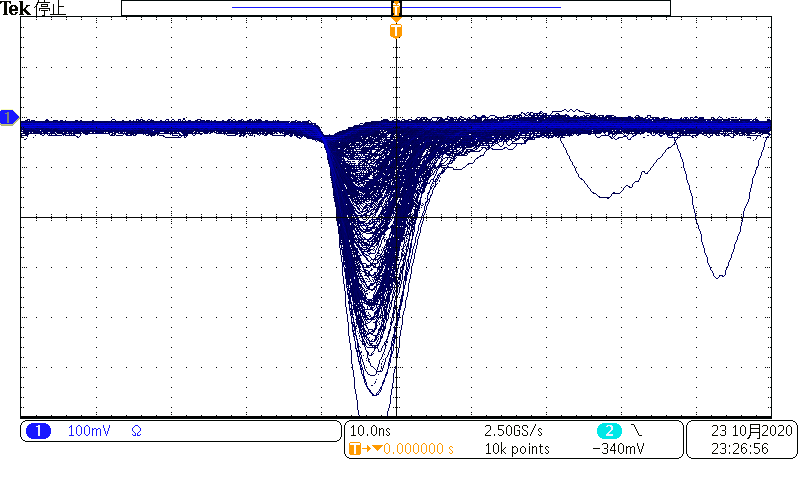 Tek 停止
T
T
1
1 100mV Ω 10.0ns 2.50GS/s 2 -340mV 23 10月2020
T→▼0.000000 s 10k points 23:26:56